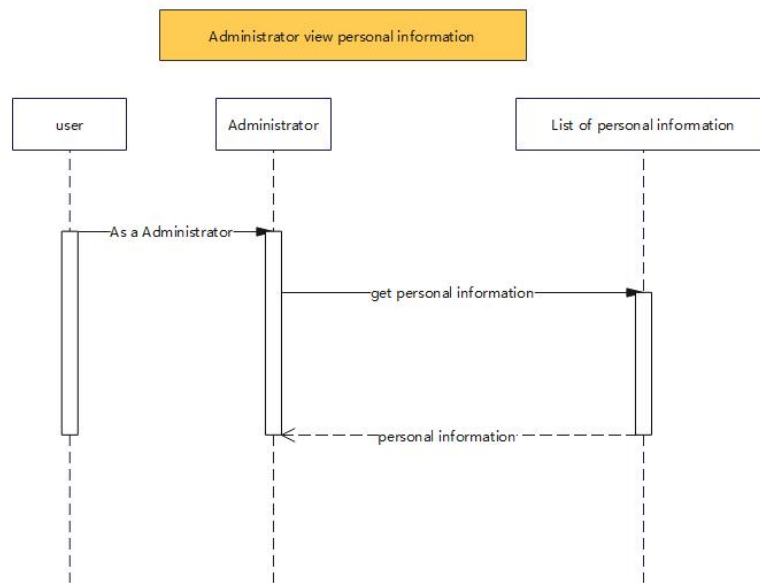 Administrator view personal information
user
Administrator
List of personal information
As a Administrator
get personal information
personal information